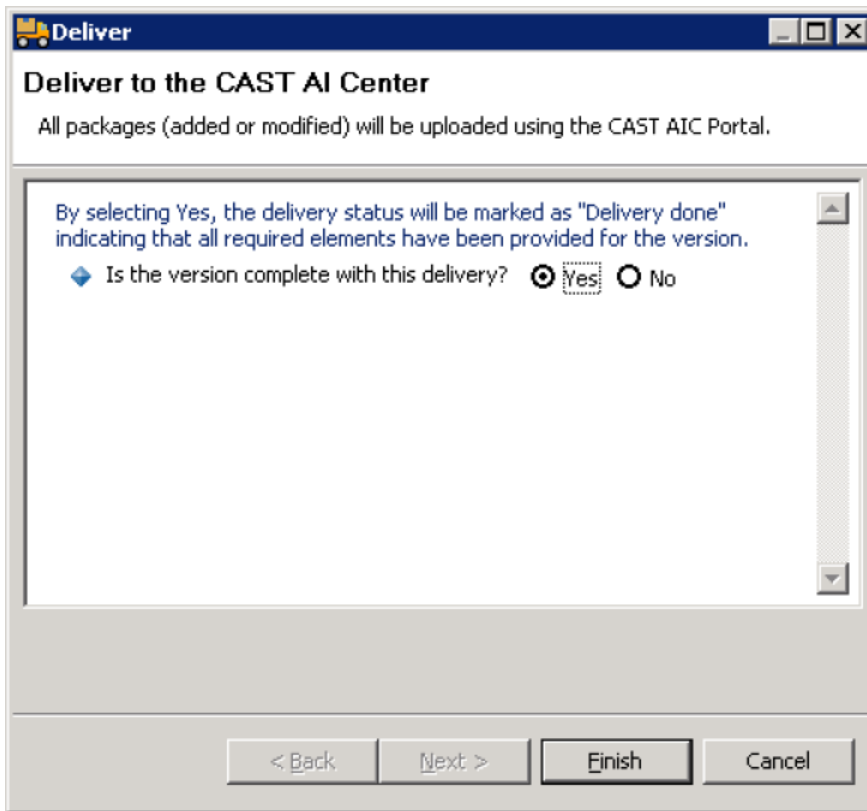 Deliver
Deliver to the CAST AI Center
All packages (added or modified) will be uploaded using the CAST AIC Portal.
By selecting Yes, the delivery status will be marked as "Delivery done"
indicating that all required elements have been provided for the version.
Is the version complete with this delivery? Yes No
< Back Next > Finish Cancel